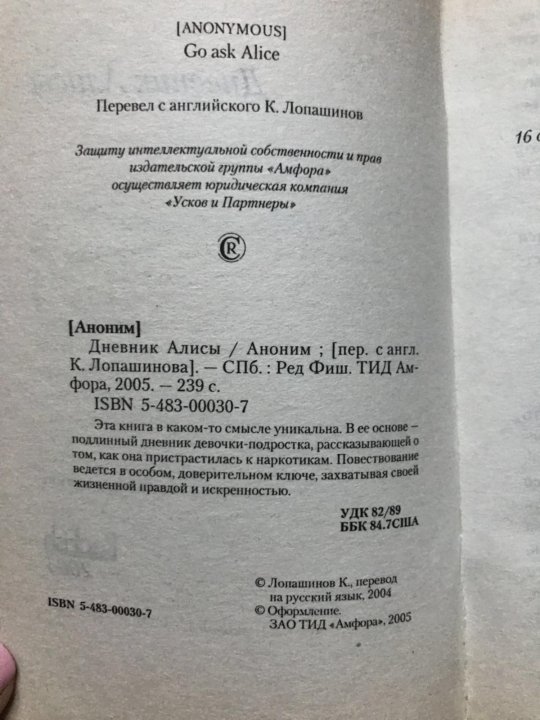 [ANONYMOUS]
Go ask Alice
Перевел с английского К. Лопашинов
Защиту интеллектуальной собственности и прав
издательской группы «Амфора»
осуществляет юридическая компания
«Усков и Партнеры»
[Аноним]
Дневник Алисы / Аноним ; [пер. с англ.
К. Лопашинова]. — СПб. : Ред Фиш. ТИД Ам-
фора, 2005. — 239 с.
ISBN 5-483-00030-7
Эта книга в каком-то смысле уникальна. В ее основе –
подлинный дневник девочки-подростка, рассказывающей о
том, как она пристрастилась к наркотикам. Повествование
ведется в особом, доверительном ключе, захватывая своей
жизненной правдой и искренностью.
УДК 82/89
ББК 84.7США
© Лопашинов К., перевод
на русский язык, 2004
© Оформление.
ЗАО ТИД «Амфора», 2005
ISBN 5-483-00030-7
16